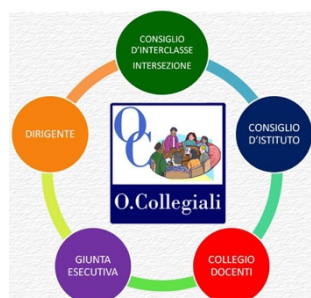 CONSIGLIO
D'INTERCLASSE
INTERSEZIONE
DIRIGENTE
OC
O.Collegiali
CONSIGLIO
D'ISTITUTO
GIUNTA
ESECUTIVA
COLLEGIO
DOCENTI